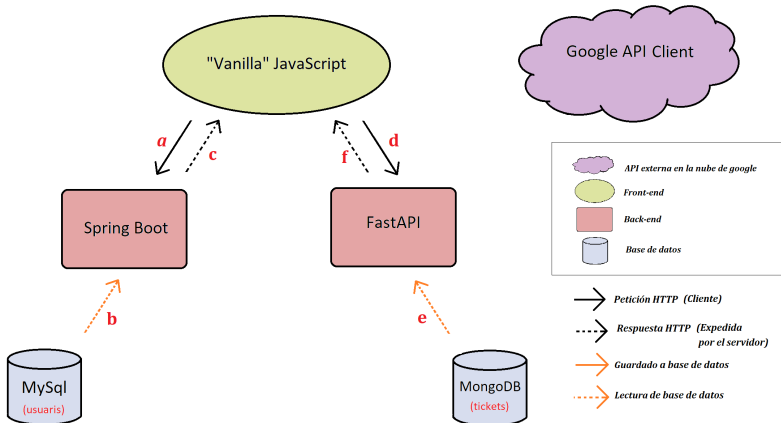 "Vanilla" JavaScript
Google API Client
a
c
f
d
API externa en la nube de google
Front-end
Back-end
Base de datos
Spring Boot
FastAPI
b
e
Petición HTTP (Cliente)
Respuesta HTTP (Expedida
por el servidor)
Guardado a base de datos
Lectura de base de datos
MySql
(usuaris)
MongoDB
(tickets)